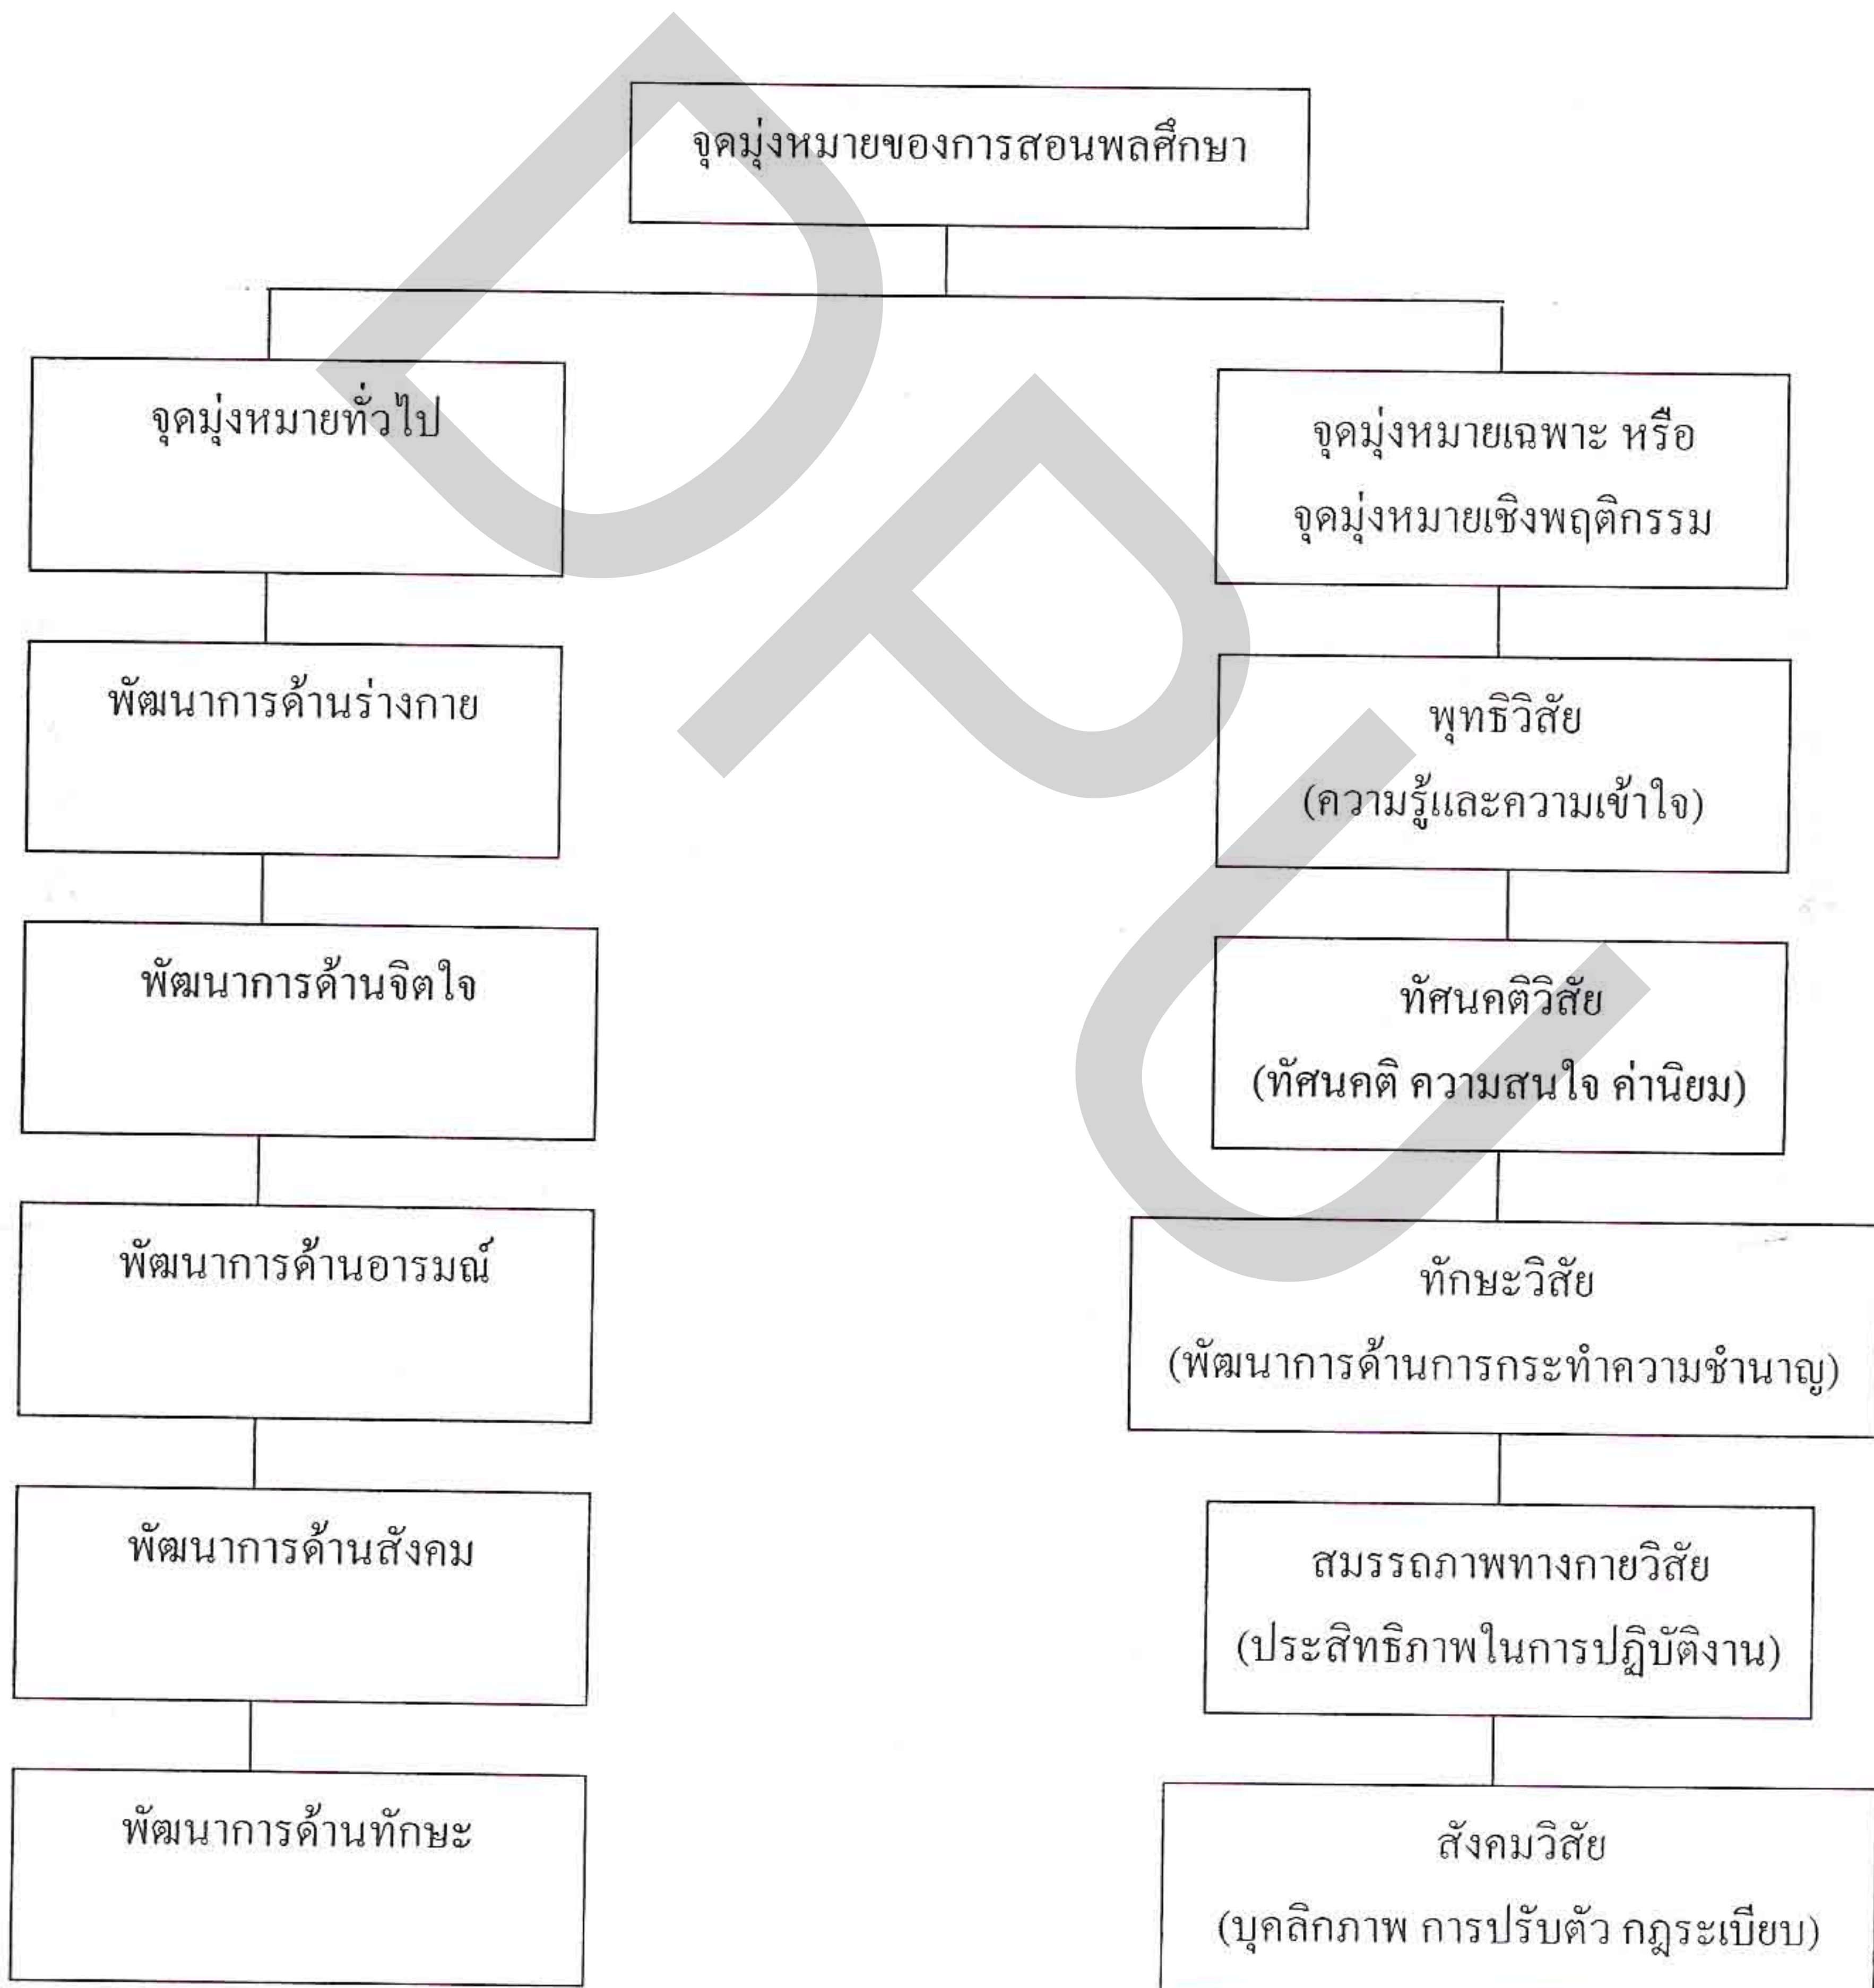 จุดมุ่งหมายของการสอนพลศึกษา
จุดมุ่งหมายทั่วไป
พัฒนาการด้านร่างกาย
พัฒนาการด้านจิตใจ
พัฒนาการด้านอารมณ์
พัฒนาการด้านสังคม
พัฒนาการด้านทักษะ
จุดมุ่งหมายเฉพาะ หรือ
จุดมุ่งหมายเชิงพฤติกรรม
พุทธิวิสัย
(ความรู้และความเข้าใจ)
ทัศนคติวิสัย
(ทัศนคติ ความสนใจ ค่านิยม)
ทักษะวิสัย
(พัฒนาการด้านการกระทำความชำนาญ)
สมรรถภาพทางกายวิสัย
(ประสิทธิภาพในการปฏิบัติงาน)
สังคมวิสัย
(บุคลิกภาพ การปรับตัว กฎระเบียบ)
DPU